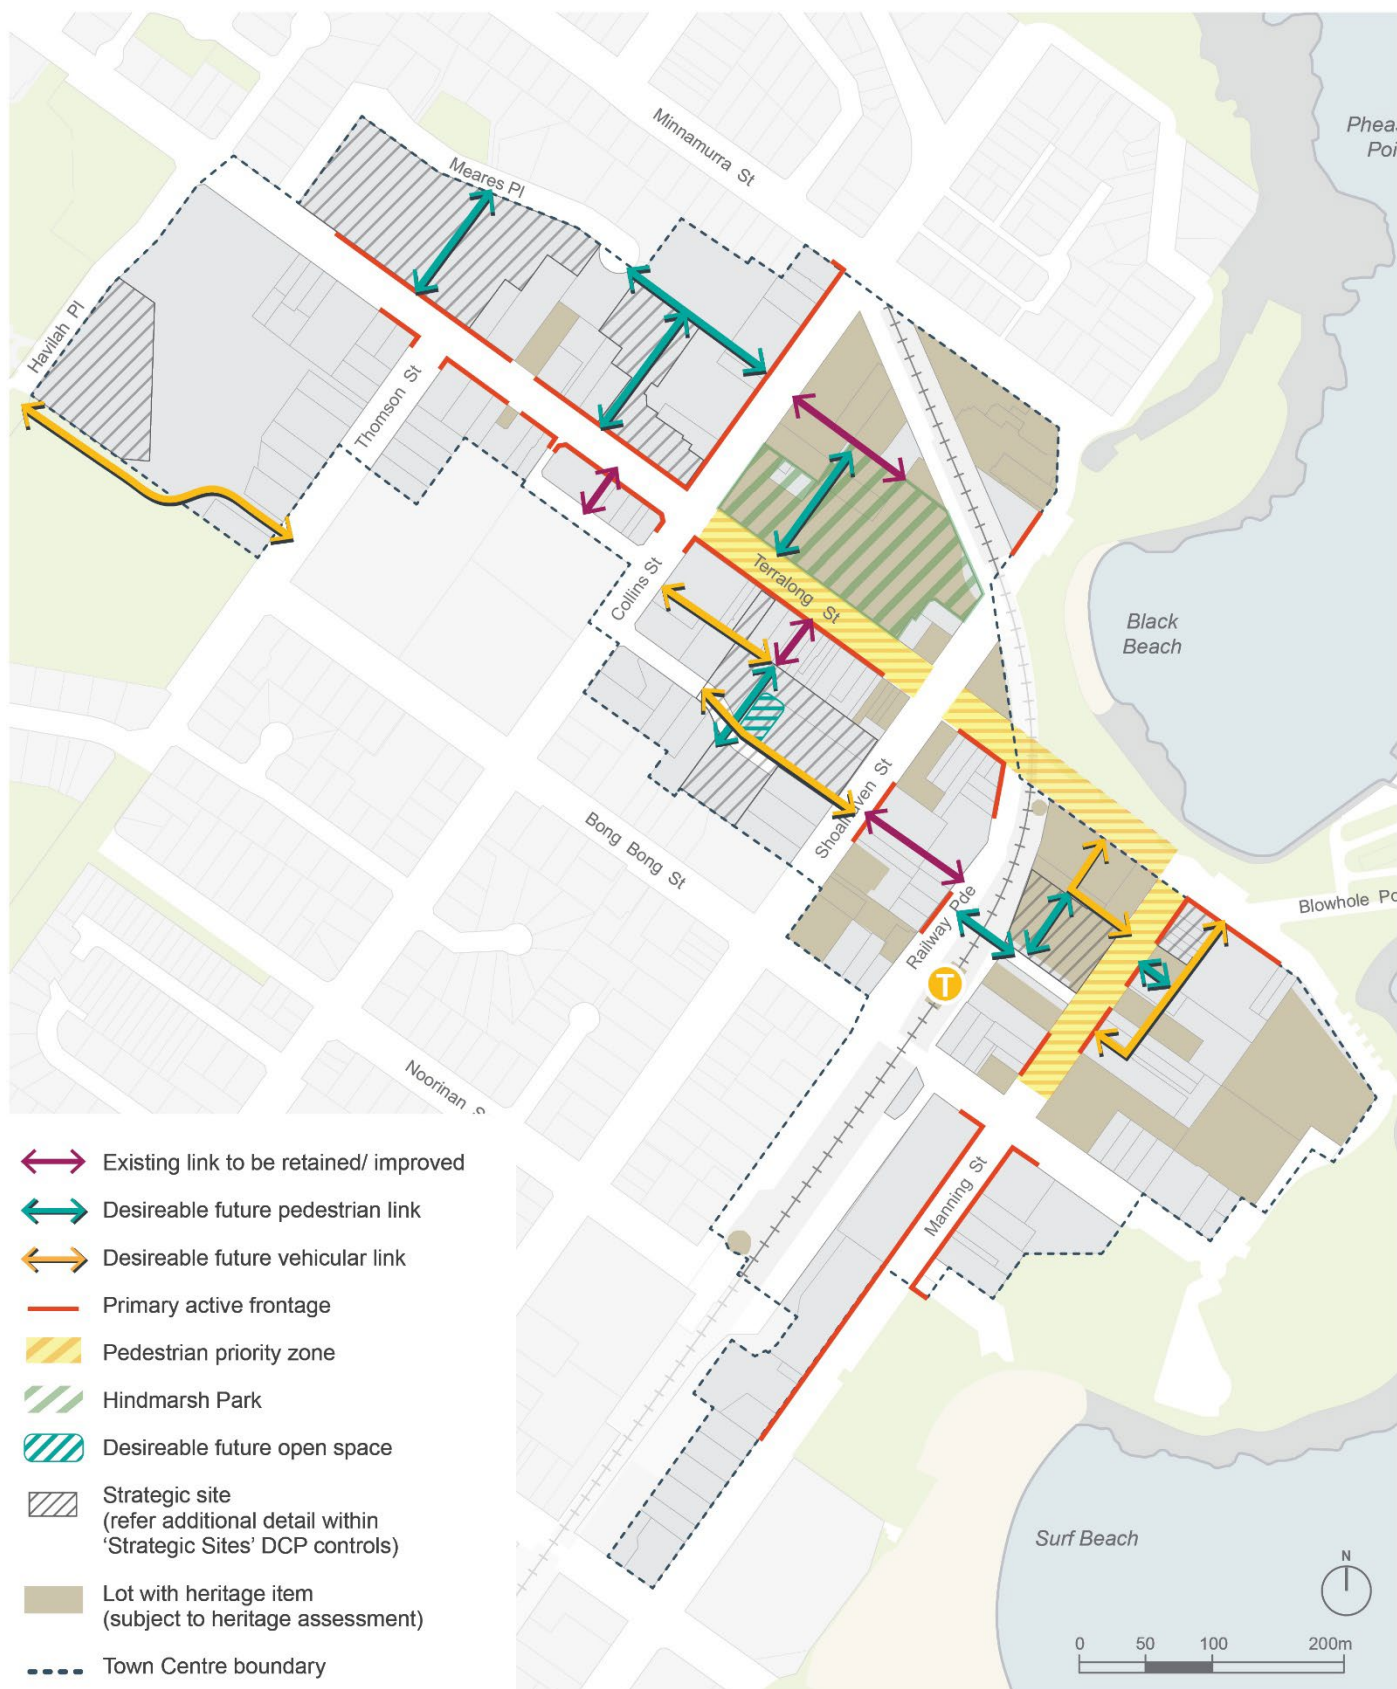 Minnamurra St
Pheas
Poi
Meares Pl
Havilah Pl
Thomson St
Collins St
Terralong St
Black
Beach
Shoalhaven St
Bong Bong St
Railway Pde
Blowhole Po
T
Noorinan S
Manning St
Existing link to be retained/ improved
Desireable future pedestrian link
Desireable future vehicular link
Primary active frontage
Pedestrian priority zone
Hindmarsh Park
Desireable future open space
Strategic site
(refer additional detail within
‘Strategic Sites’ DCP controls)
Lot with heritage item
(subject to heritage assessment)
Town Centre boundary
Surf Beach
N
0 50 100 200m